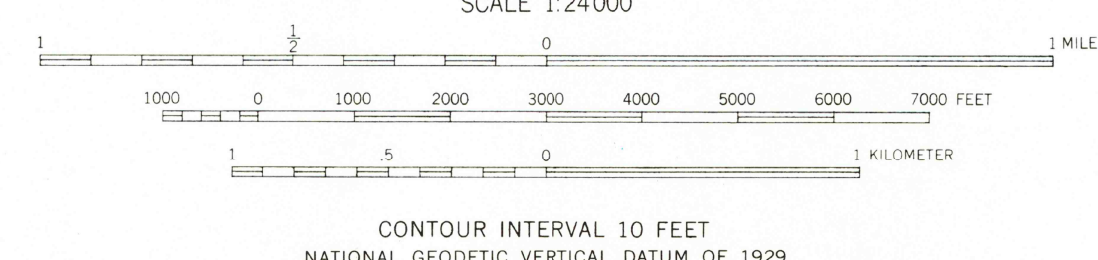 SCALE 1:24000
1 1/2 0 1 MILE
1000 0 1000 2000 3000 4000 5000 6000 7000 FEET
1 .5 0 1 KILOMETER
CONTOUR INTERVAL 10 FEET
NATIONAL GEODETIC VERTICAL DATUM OF 1929